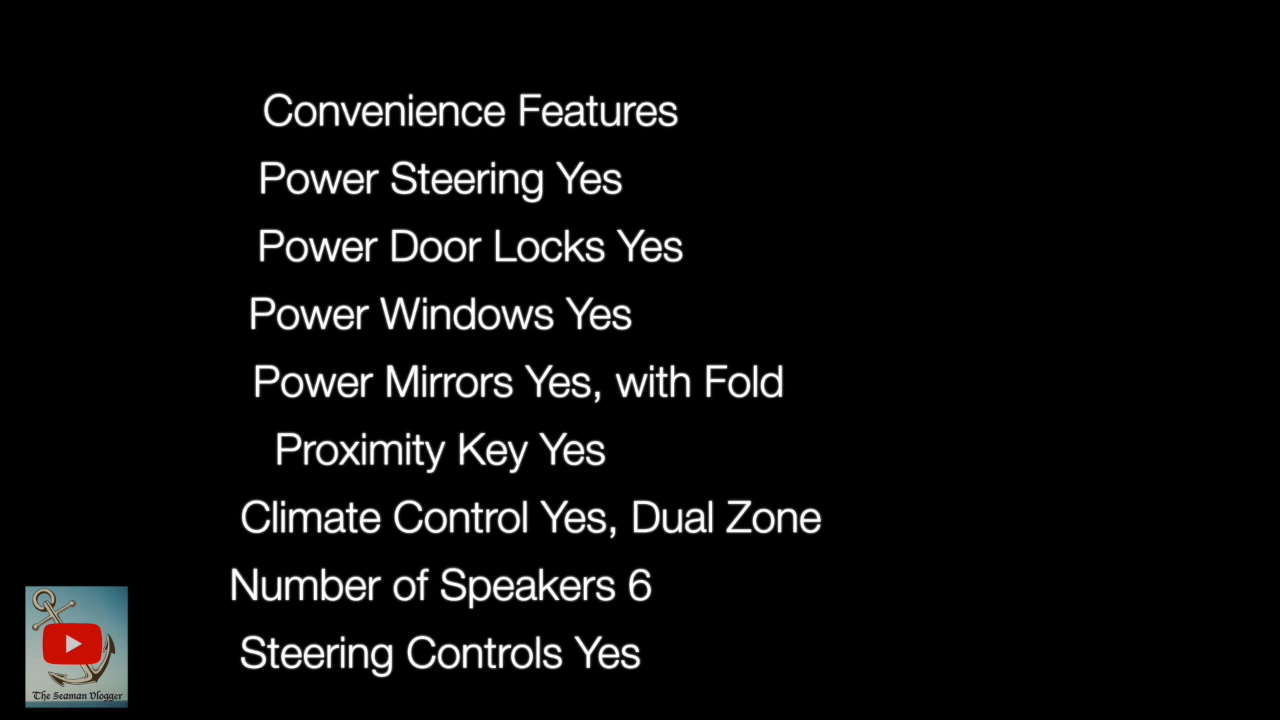 Convenience Features
Power Steering Yes
Power Door Locks Yes
Power Windows Yes
Power Mirrors Yes, with Fold
Proximity Key Yes
Climate Control Yes, Dual Zone
Number of Speakers 6
Steering Controls Yes
The Seaman Vlogger